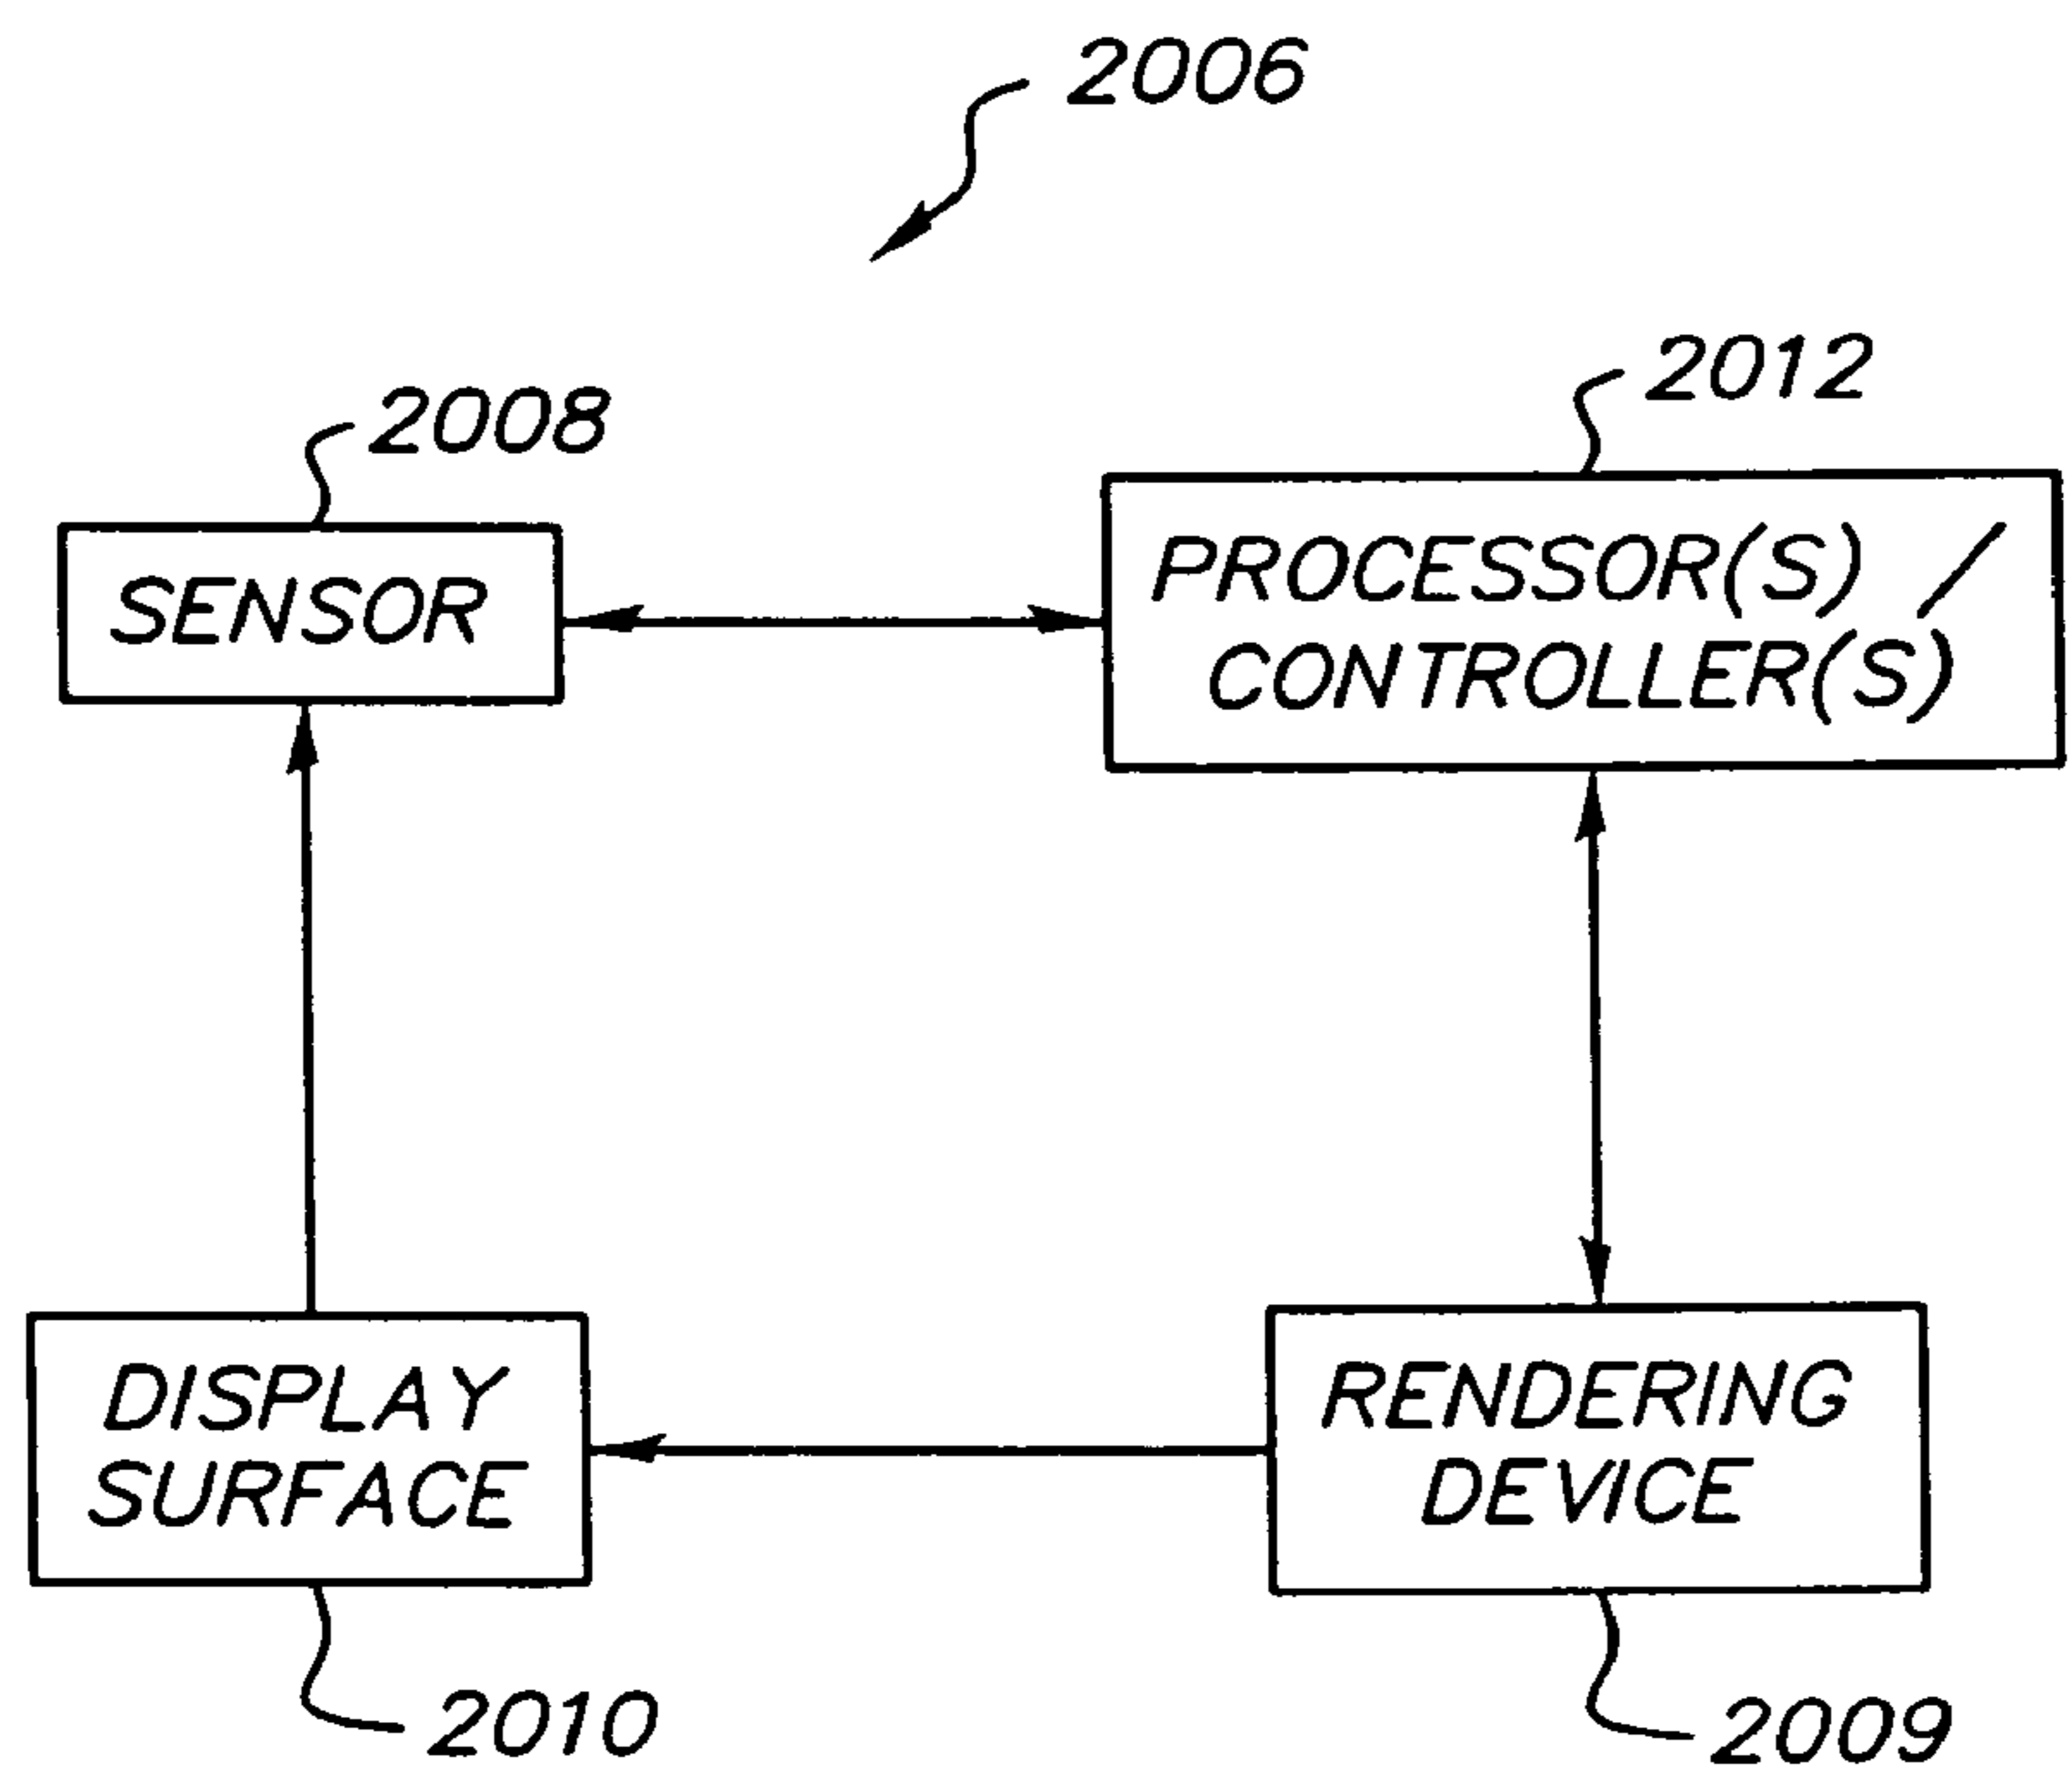 2006
2008
2012
SENSOR
PROCESSOR(S) /
CONTROLLER(S)
DISPLAY
SURFACE
RENDERING
DEVICE
2010
2009